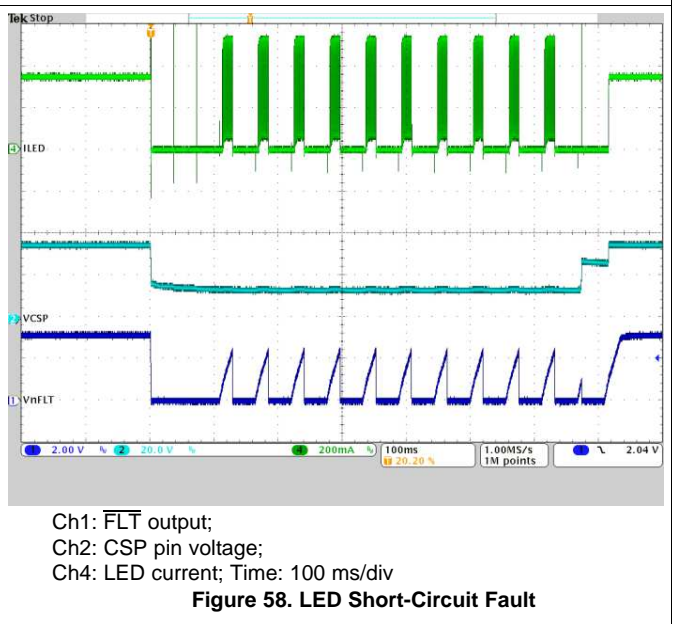 Tek Stop
T
T
4 ILED
2 VCSP
1 VnFLT
1 2.00 V 2 20.0 V 4 200mA 100ms 1.00MS/s 1 2.04 V
T 20.20 % 1M points
Ch1: FLT output;
Ch2: CSP pin voltage;
Ch4: LED current; Time: 100 ms/div
Figure 58. LED Short-Circuit Fault